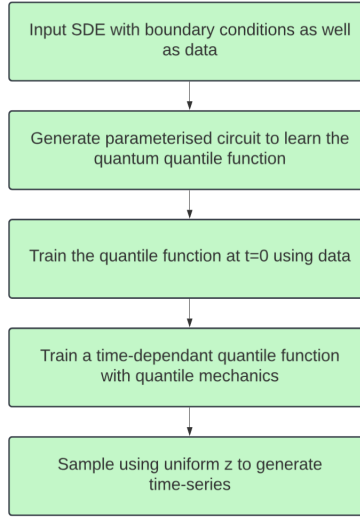 Input SDE with boundary conditions as well
as data
Generate parameterised circuit to learn the
quantum quantile function
Train the quantile function at t=0 using data
Train a time-dependant quantile function
with quantile mechanics
Sample using uniform z to generate
time-series